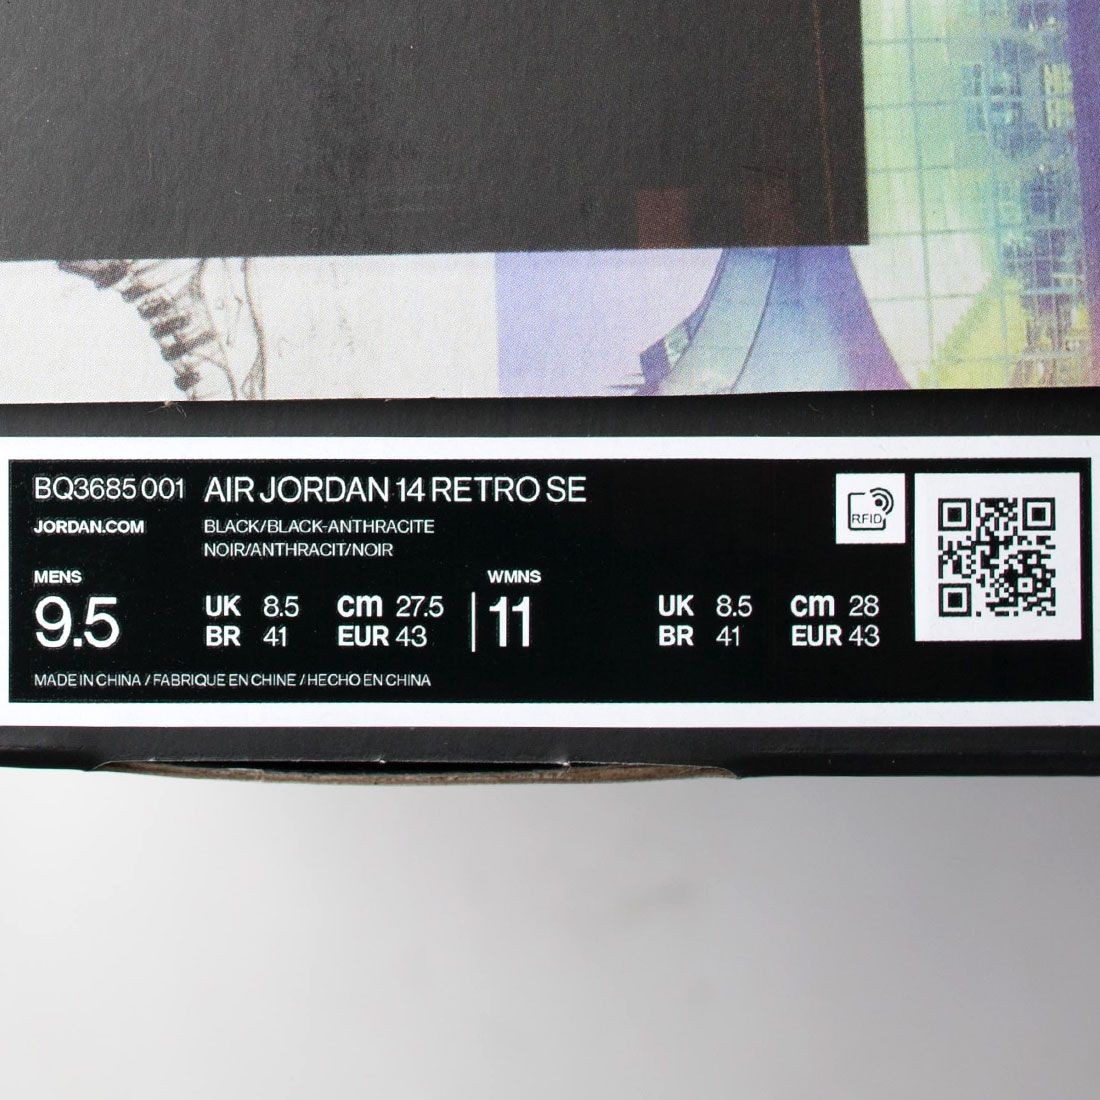 BQ3685 001 AIR JORDAN 14 RETRO SE
JORDAN.COM BLACK/BLACK-ANTHRACITE
NOIR/ANTHRACIT/NOIR
RFID
MENS WMNS
9.5 UK 8.5 cm 27.5 11 UK 8.5 cm 28
BR 41 EUR 43 BR 41 EUR 43
MADE IN CHINA / FABRIQUE EN CHINE / HECHO EN CHINA